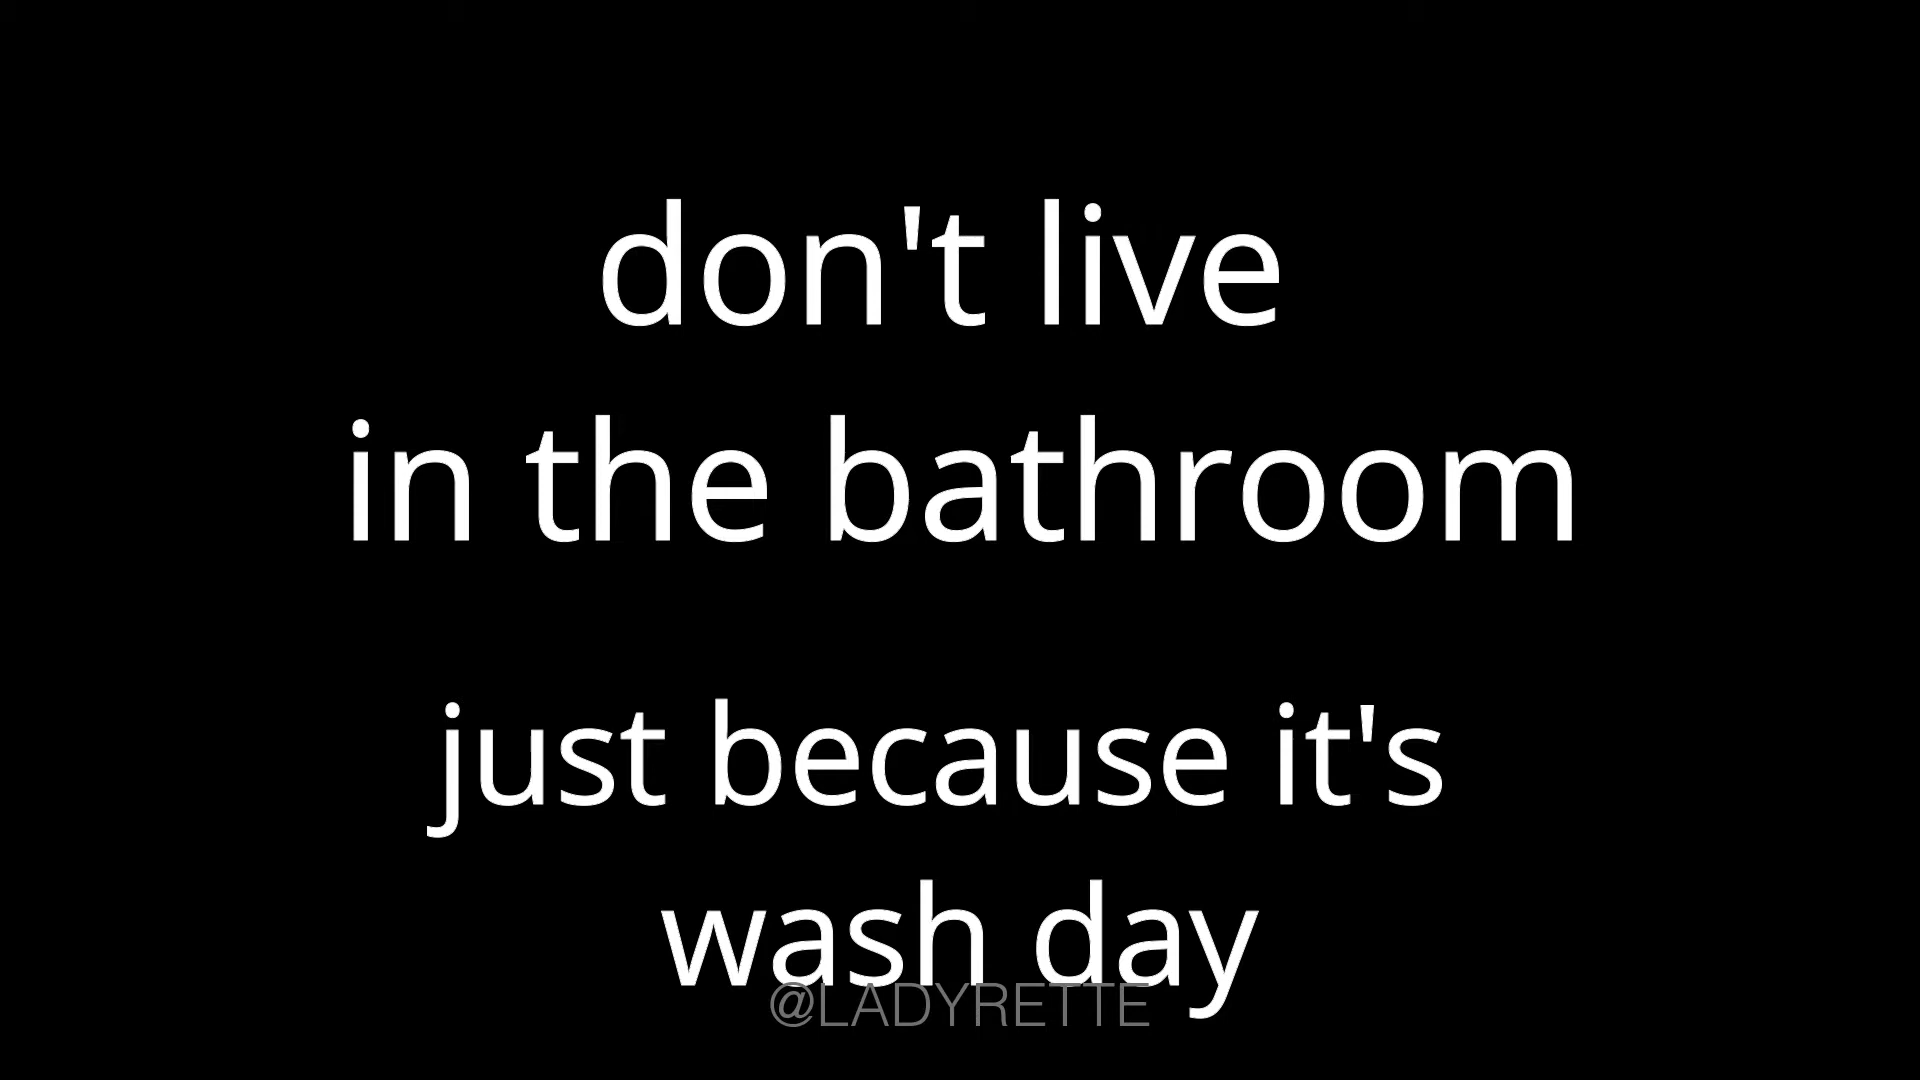 don't live
in the bathroom
just because it's
wash day
@LADYRETTE